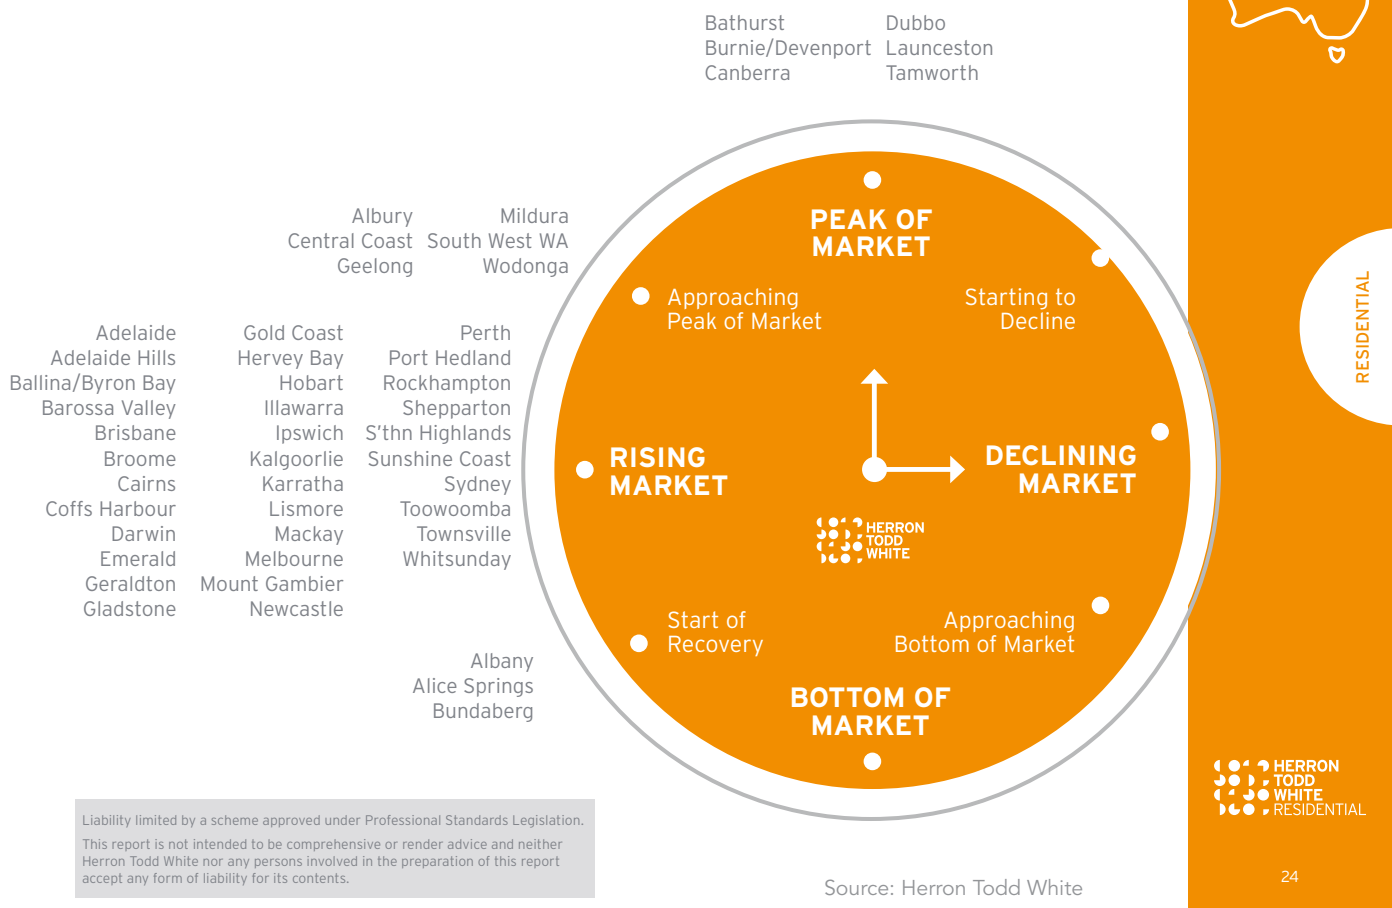 Bathurst Dubbo
Burnie/Devenport Launceston
Canberra Tamworth
PEAK OF
MARKET
Albury Mildura
Central Coast South West WA
Geelong Wodonga
Approaching
Peak of Market
Starting to
Decline
Adelaide Gold Coast Perth
Adelaide Hills Hervey Bay Port Hedland
Ballina/Byron Bay Hobart Rockhampton
Barossa Valley Illawarra Shepparton
Brisbane Ipswich S'thn Highlands
Broome Kalgoorlie Sunshine Coast
Cairns Karratha Sydney
Coffs Harbour Lismore Toowoomba
Darwin Mackay Townsville
Emerald Melbourne Whitsunday
Geraldton Mount Gambier
Gladstone Newcastle
RISING
MARKET
DECLINING
MARKET
HERRON
TODD
WHITE
Start of
Recovery
Approaching
Bottom of Market
Albany
Alice Springs
Bundaberg
BOTTOM OF
MARKET
RESIDENTIAL
HERRON
TODD
WHITE
RESIDENTIAL
Liability limited by a scheme approved under Professional Standards Legislation.
This report is not intended to be comprehensive or render advice and neither
Herron Todd White nor any persons involved in the preparation of this report
accept any form of liability for its contents.
Source: Herron Todd White
24